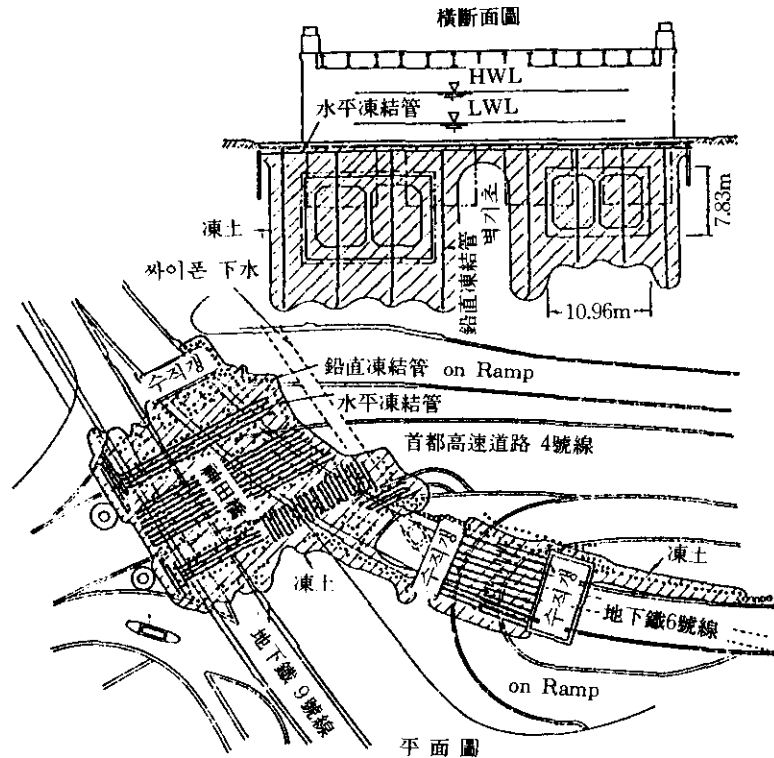 橫斷面圖
HWL
LWL
水平凍結管
7.83m
凍土
鉛直凍結管
벽기초
싸이폰 下水
10.96m
수직갱
鉛直凍結管 on Ramp
水平凍結管
首都高速道路 4號線
凍土
수직갱
수직갱
凍土
地下鐵6號線
地下鐵 9號線
on Ramp
平面圖